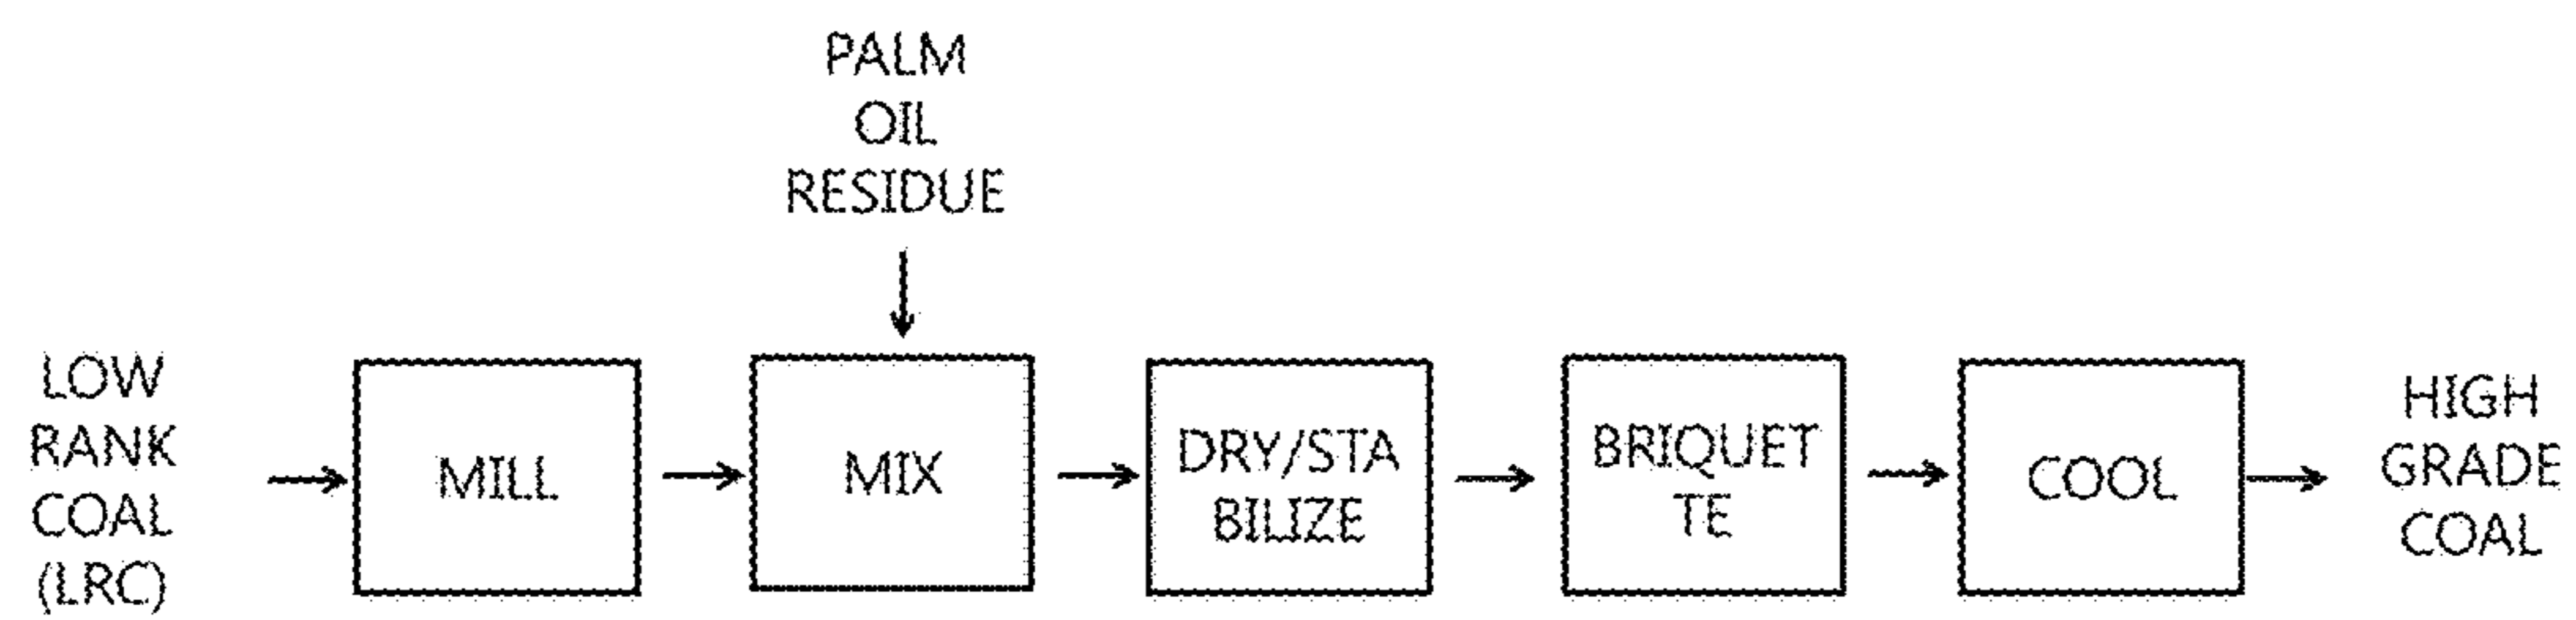 PALM
OIL
RESIDUE
LOW
RANK
COAL
(LRC)
MILL
MIX
DRY/STA
BILIZE
BRIQUET
TE
COOL
HIGH
GRADE
COAL